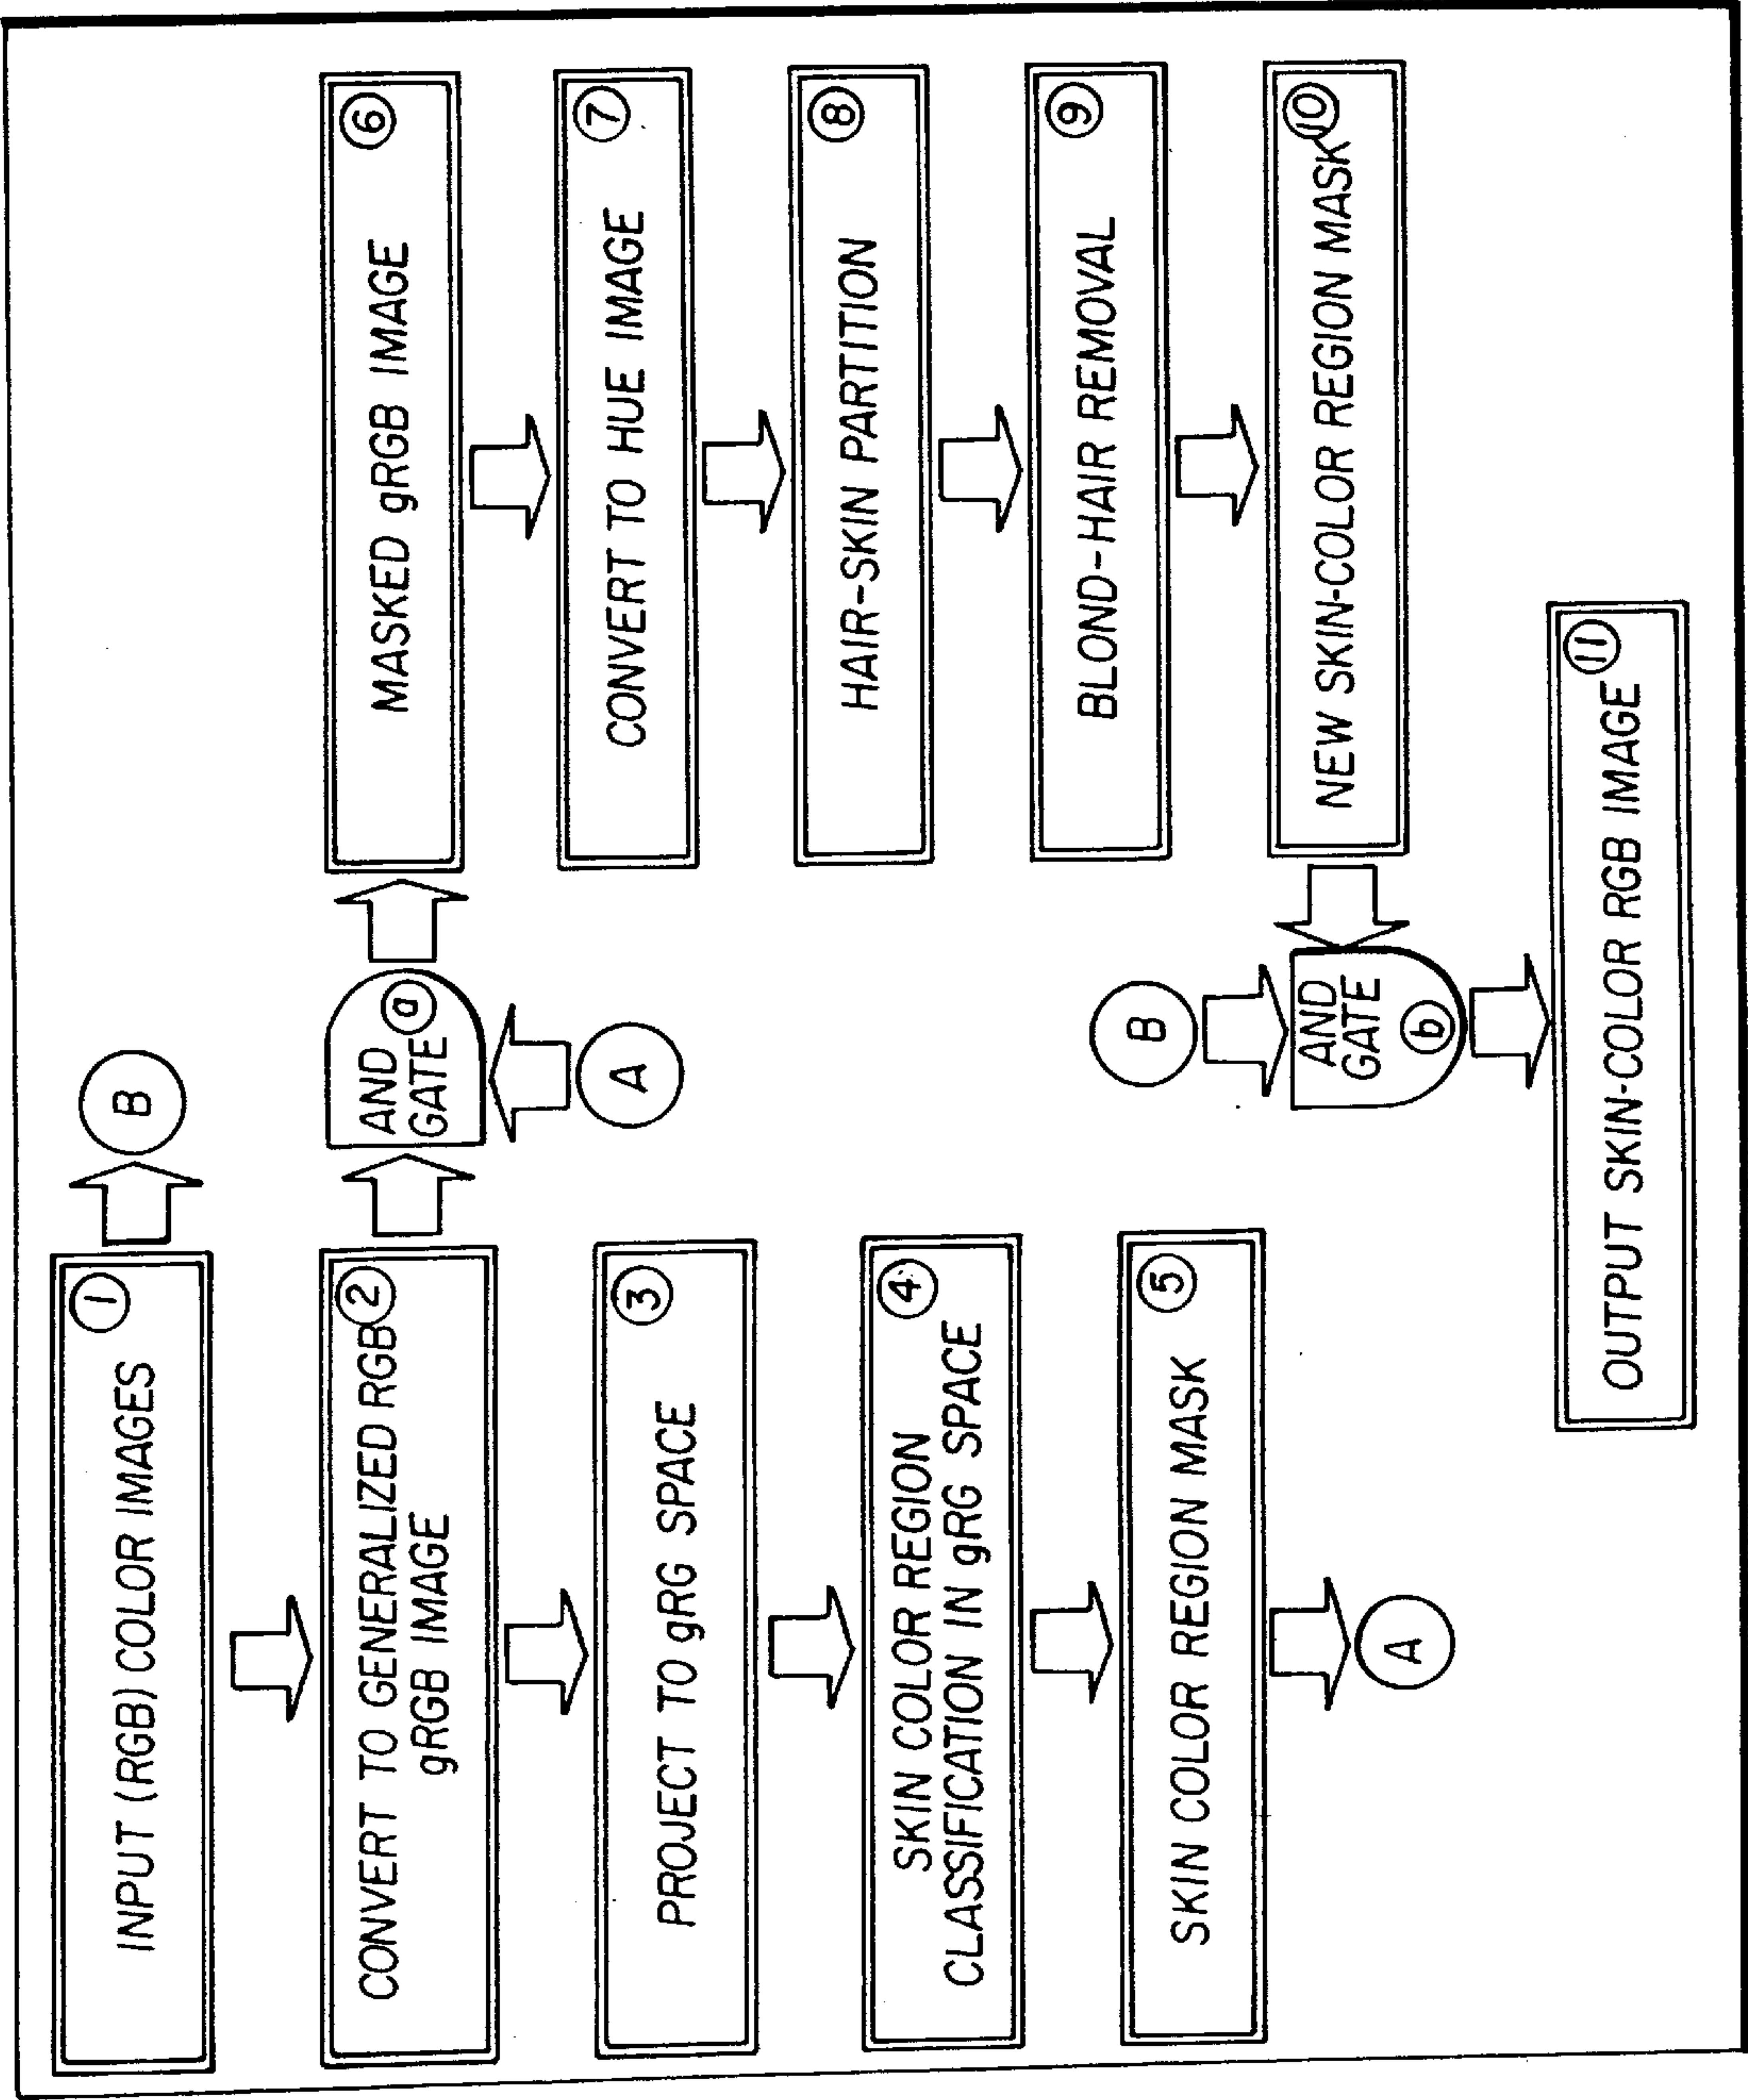 INPUT (RGB) COLOR IMAGES
1
B
CONVERT TO GENERALIZED RGB
gRGB IMAGE
2
AND
GATE
a
A
PROJECT TO gRG SPACE
3
SKIN COLOR REGION
CLASSIFICATION IN gRG SPACE
4
SKIN COLOR REGION MASK
5
A
MASKED gRGB IMAGE
6
CONVERT TO HUE IMAGE
7
HAIR-SKIN PARTITION
8
BLOND-HAIR REMOVAL
9
NEW SKIN-COLOR REGION MASK
10
B
AND
GATE
b
OUTPUT SKIN-COLOR RGB IMAGE
11